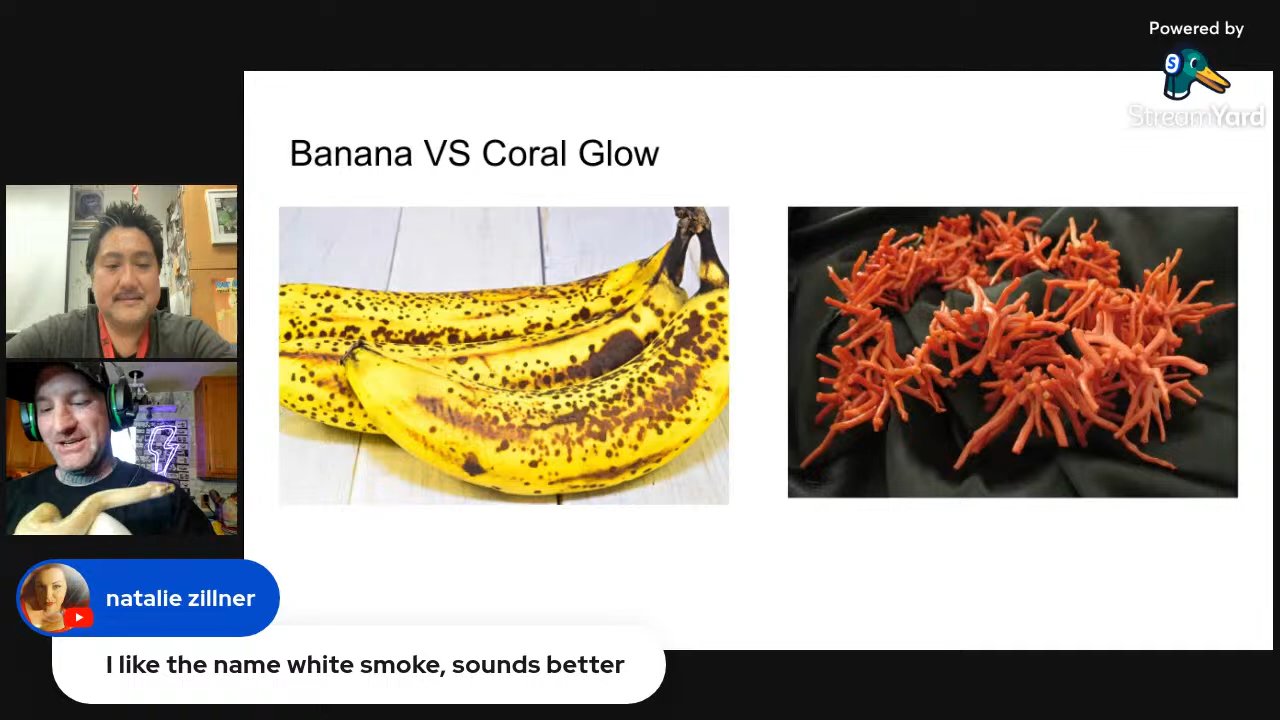 Powered by
StreamYard
Banana VS Coral Glow
natalie zillner
I like the name white smoke, sounds better